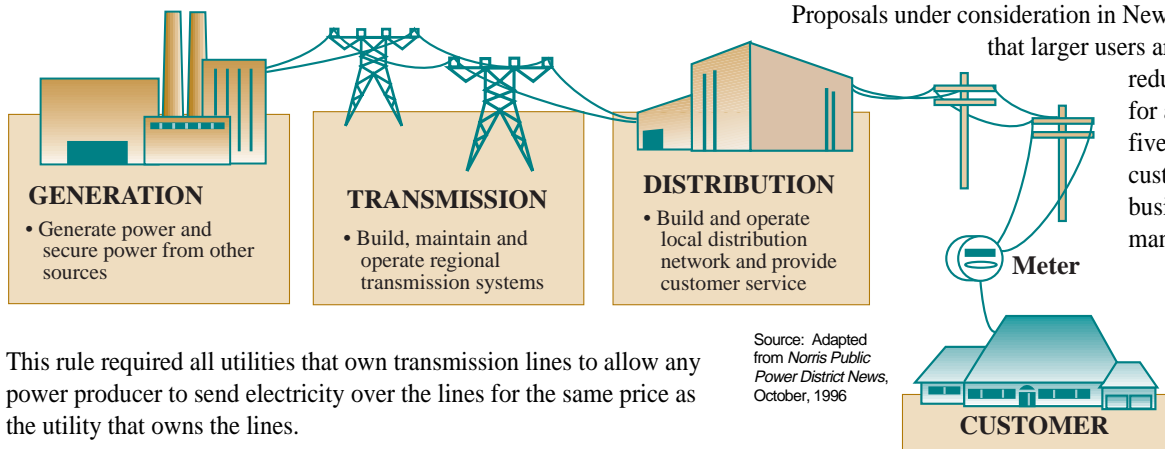 Proposals under consideration in New
that larger users
for
five
GENERATION
• Generate power and
secure power from other
sources
TRANSMISSION
• Build, maintain and
operate regional
transmission systems
DISTRIBUTION
• Build and operate
local distribution
network and provide
customer service
Meter
This rule required all utilities that own transmission lines to allow any
power producer to send electricity over the lines for the same price as
the utility that owns the lines.
Source: Adapted
from Norris Public
Power District News,
October, 1996
CUSTOMER